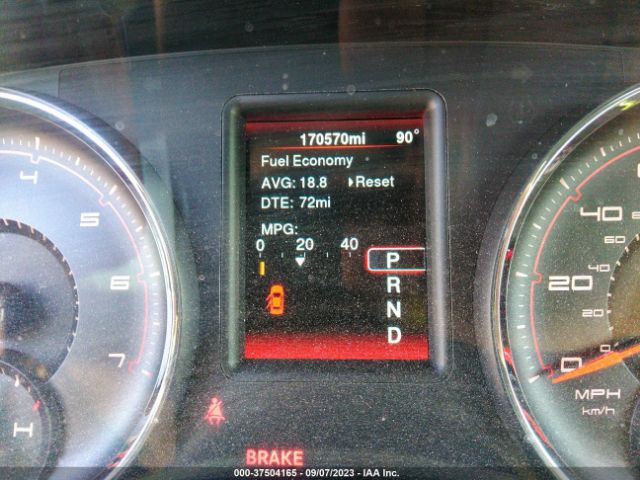 170570mi 90°
Fuel Economy
AVG: 18.8 ▸Reset
DTE: 72mi
MPG:
0 20 40
P
R
N
D
4
5
6
7
H
40
60
20
40
20
0
0
MPH
km/h
BRAKE
000-37504165 - 09/07/2023 - IAA Inc.